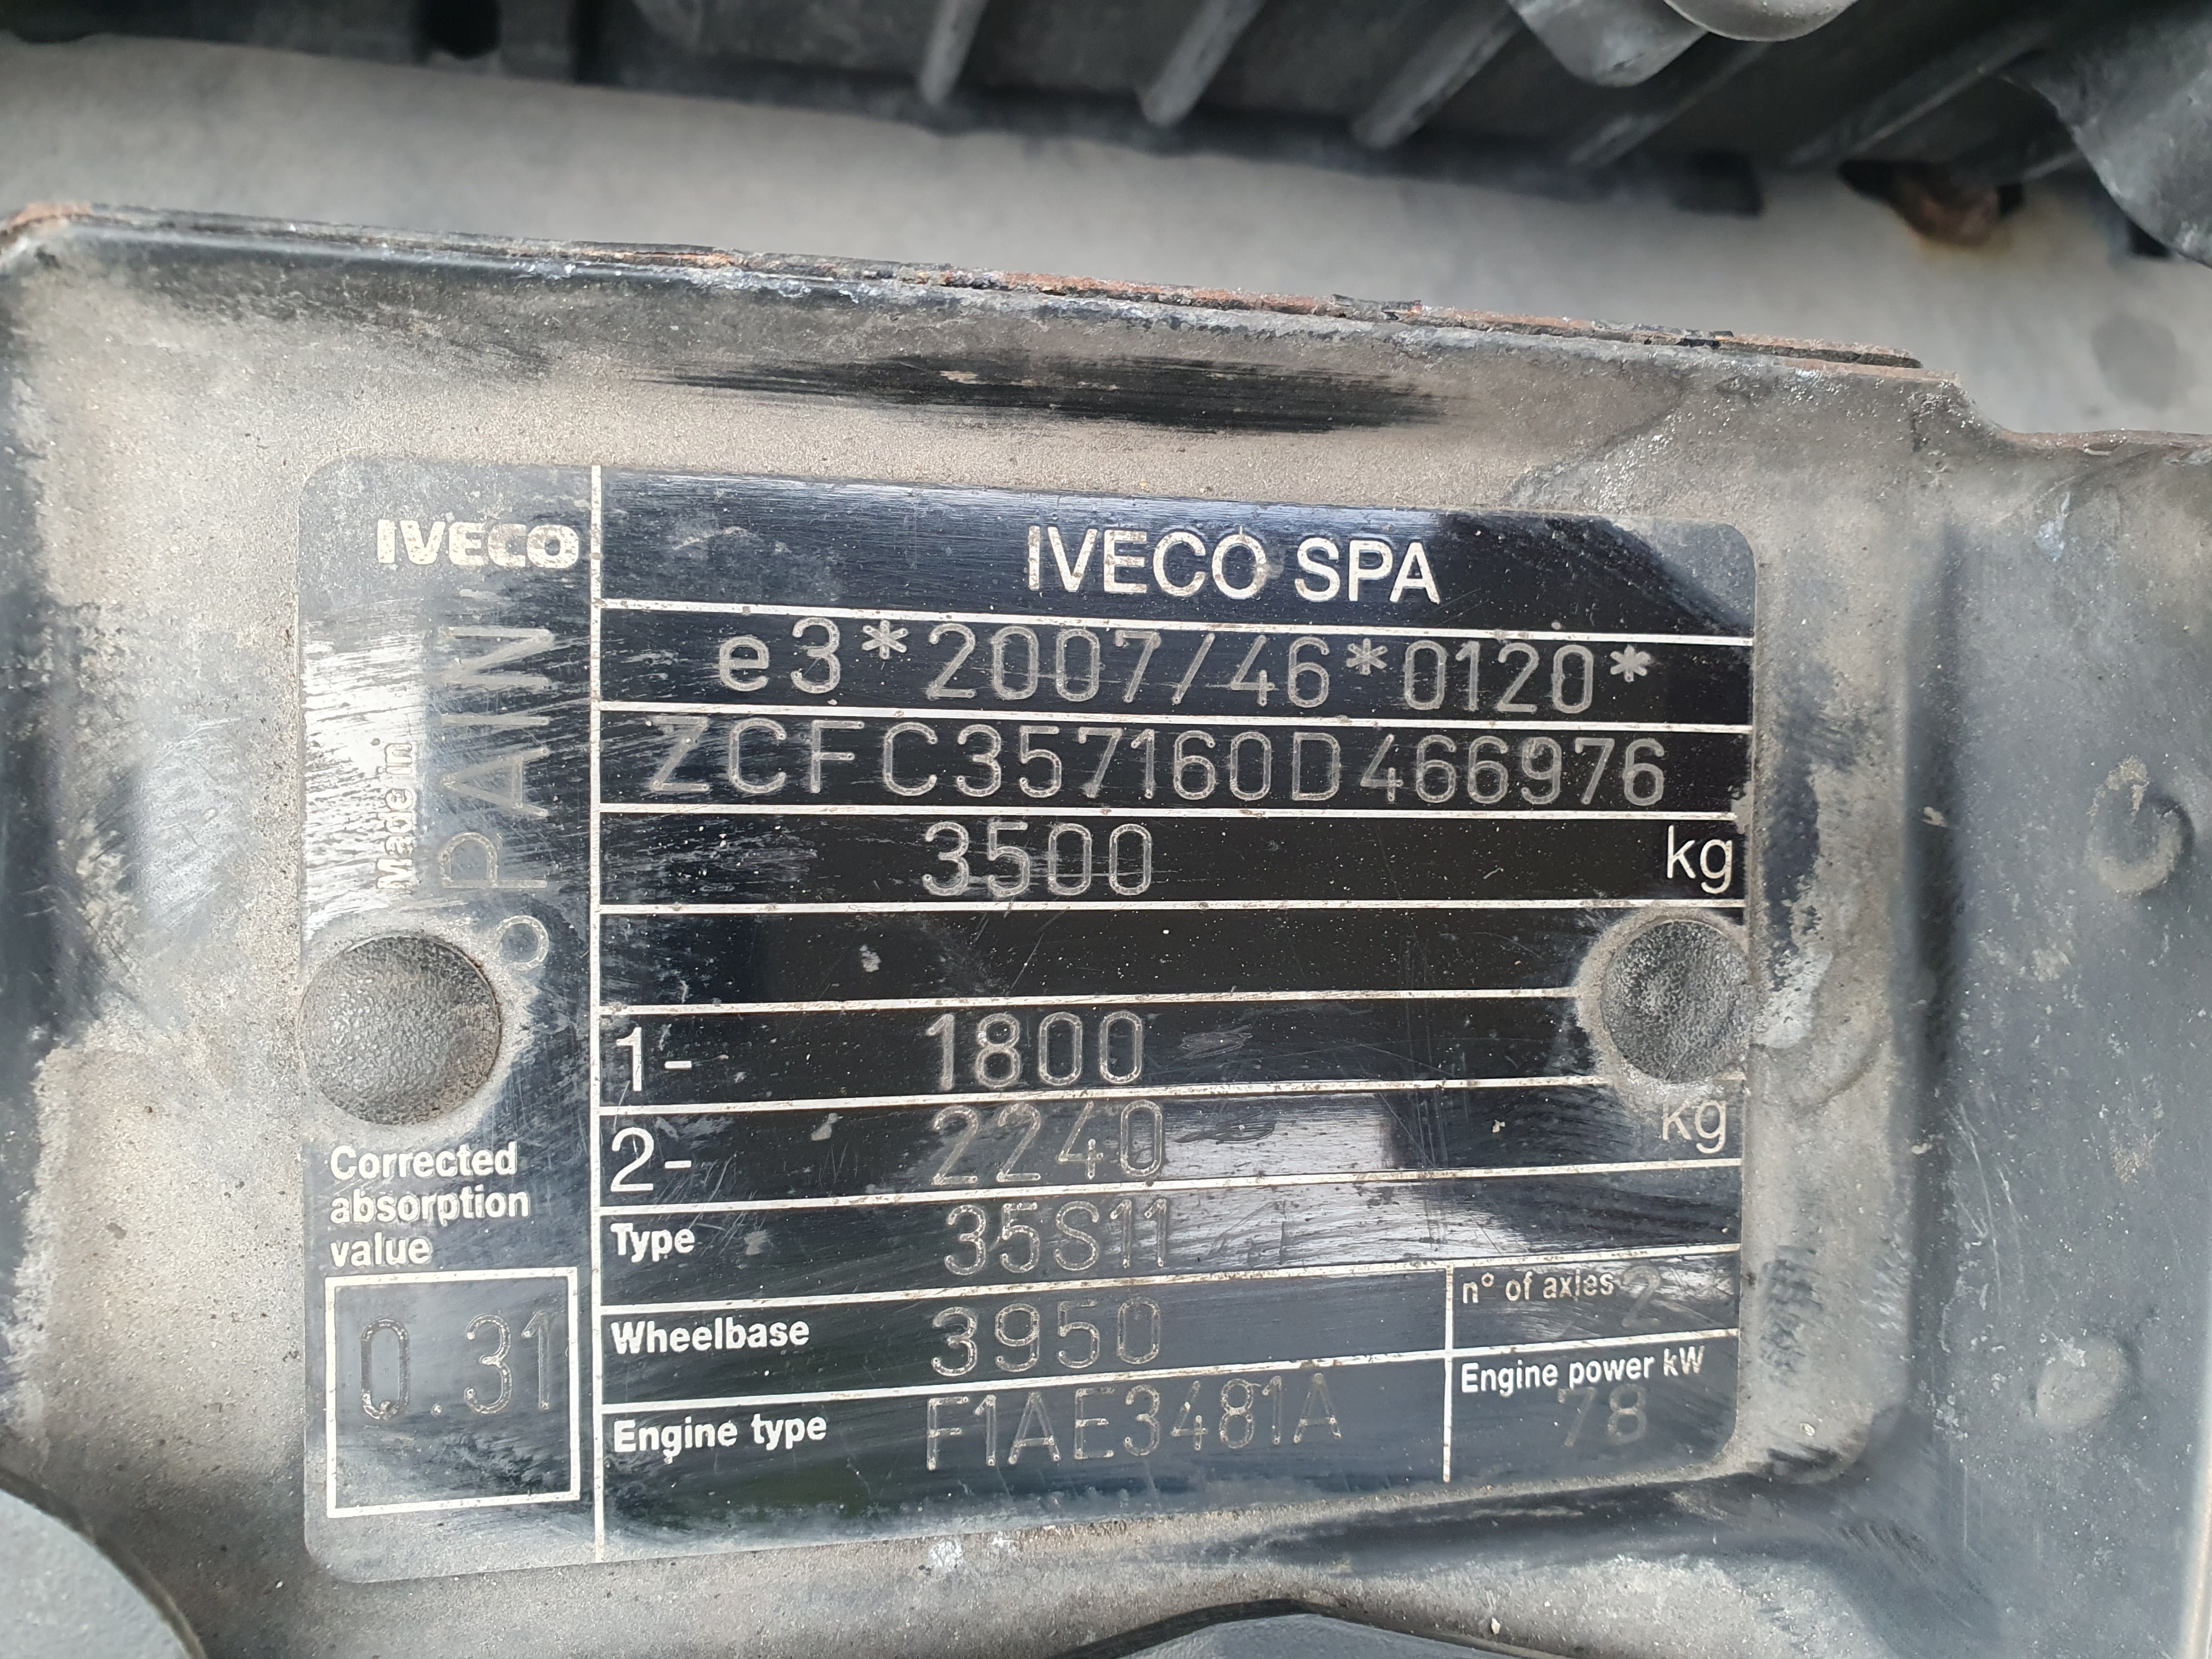 IVECO
Made in
SPAIN
Corrected
absorption
value
0.31
IVECO SPA
e3*2007/46*0120*
ZCFC357160D466976
3500 kg
1- 1800
2- 2240 kg
Type 35S11
Wheelbase 3950
n° of axles 2
Engine type F1AE3481A
Engine power kW
78